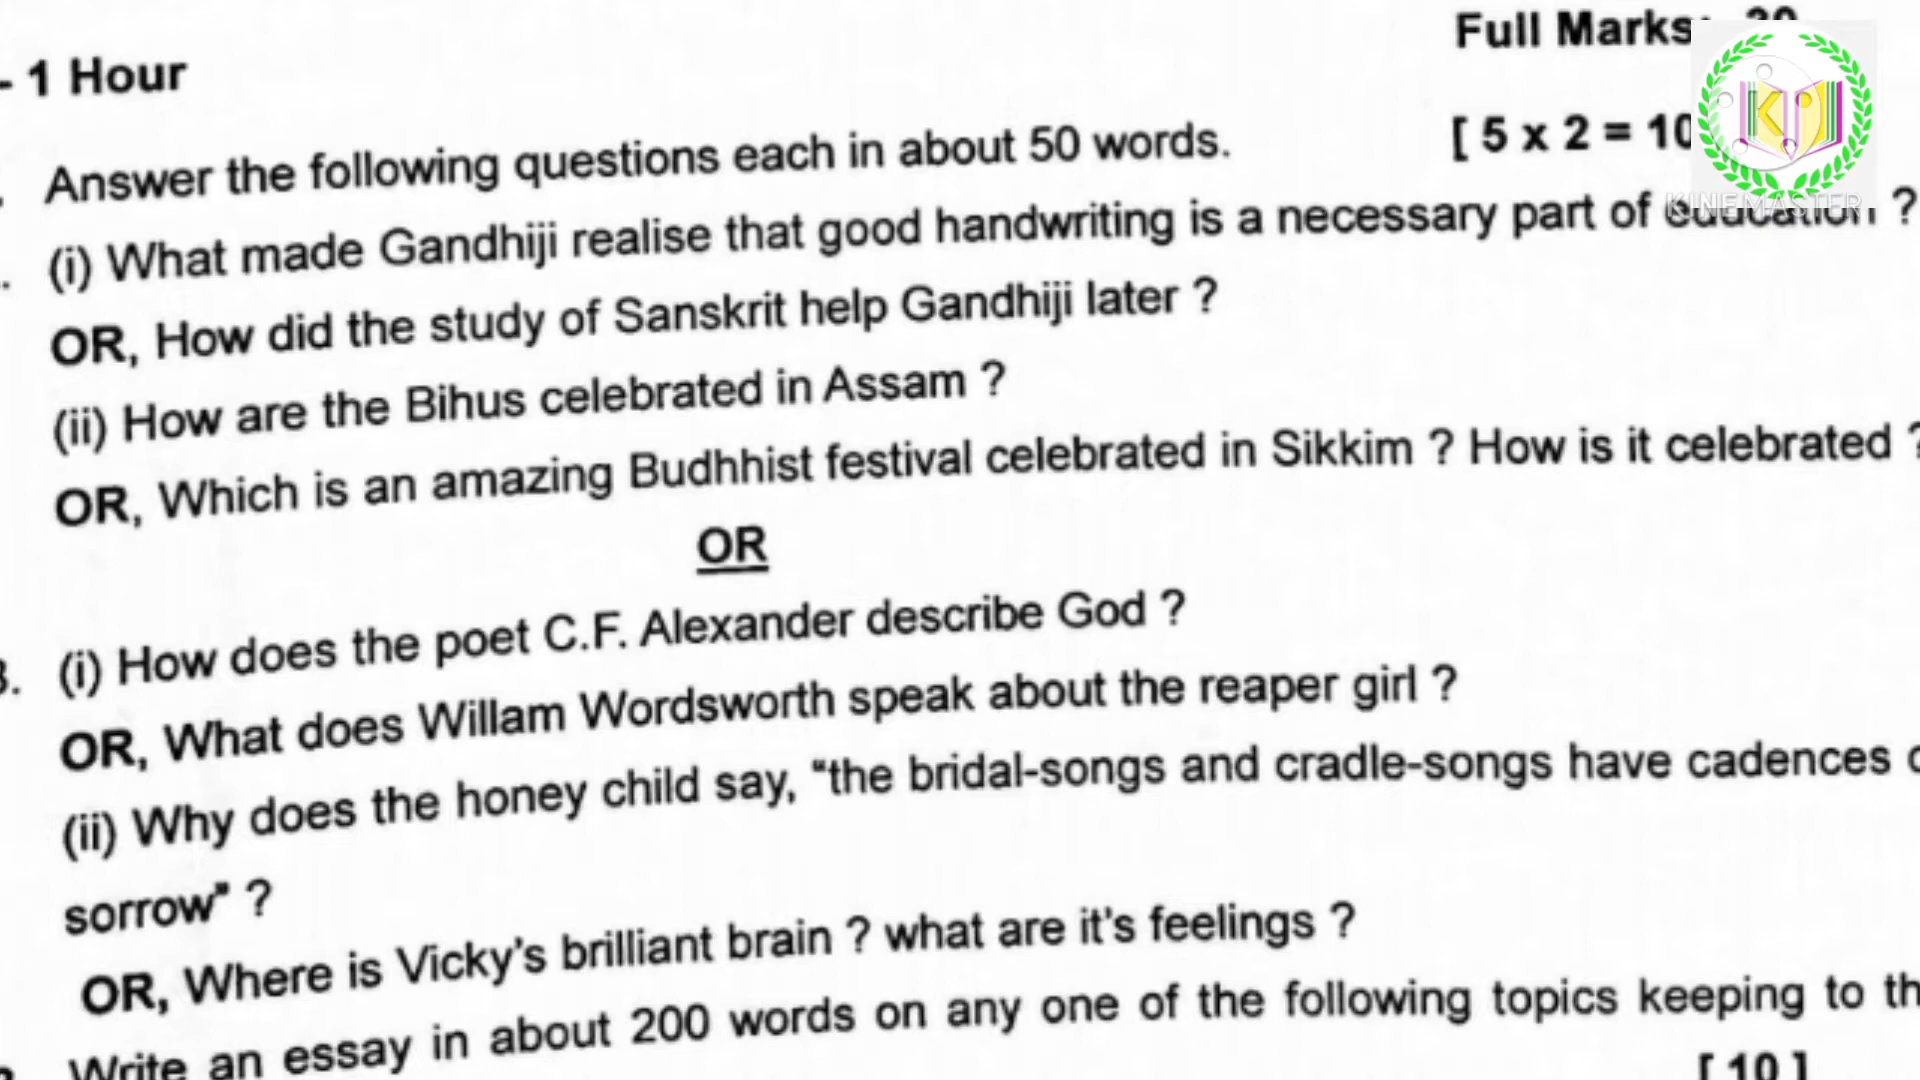 Full Marks:
- 1 Hour
Answer the following questions each in about 50 words. [ 5 x 2 = 10
(i) What made Gandhiji realise that good handwriting is a necessary part of education ?
OR, How did the study of Sanskrit help Gandhiji later ?
(ii) How are the Bihus celebrated in Assam ?
OR, Which is an amazing Budhhist festival celebrated in Sikkim ? How is it celebrated ?
OR
(i) How does the poet C.F. Alexander describe God ?
OR, What does Willam Wordsworth speak about the reaper girl ?
(ii) Why does the honey child say, "the bridal-songs and cradle-songs have cadences
sorrow" ?
OR, Where is Vicky's brilliant brain ? what are it's feelings ?
Write an essay in about 200 words on any one of the following topics keeping to
[ 10 ]
K
KINEMASTER